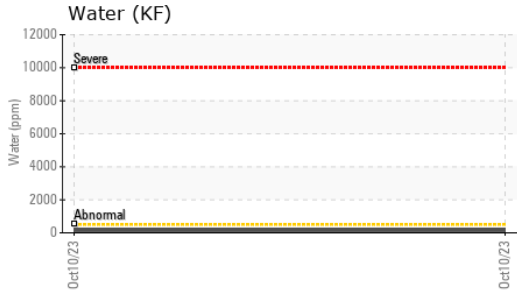 Water (KF)
12000
Severe
10000
8000
6000
4000
2000
Abnormal
0
Water (ppm)
Oct10/23
Oct10/23